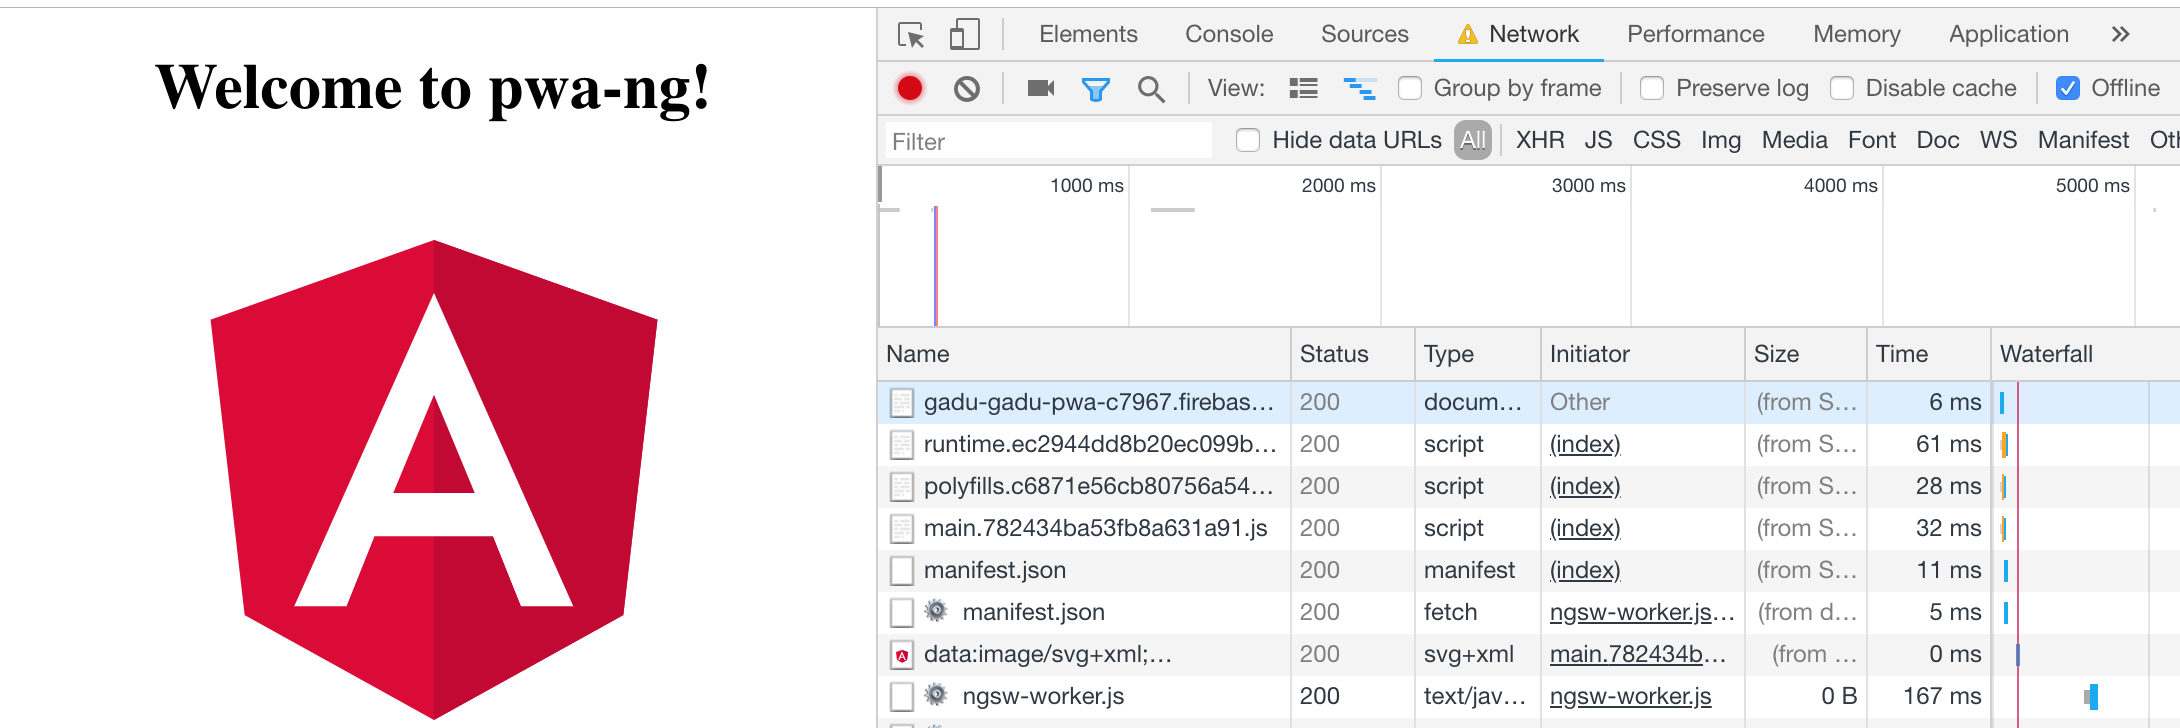 Welcome to pwa-ng!
Elements Console Sources Network Performance Memory Application
View: Group by frame Preserve log Disable cache Offline
Filter Hide data URLs All XHR JS CSS Img Media Font Doc WS Manifest Oth
1000 ms 2000 ms 3000 ms 4000 ms 5000 ms
Name Status Type Initiator Size Time Waterfall
gadu-gadu-pwa-c7967.firebas… 200 docum… Other (from S… 6 ms
runtime.ec2944dd8b20ec099b… 200 script (index) (from S… 61 ms
polyfills.c6871e56cb80756a54… 200 script (index) (from S… 28 ms
main.782434ba53fb8a631a91.js 200 script (index) (from S… 32 ms
manifest.json 200 manifest (index) (from S… 11 ms
manifest.json 200 fetch ngsw-worker.js… (from d… 5 ms
data:image/svg+xml;… 200 svg+xml main.782434b… (from … 0 ms
ngsw-worker.js 200 text/jav… ngsw-worker.js 0 B 167 ms